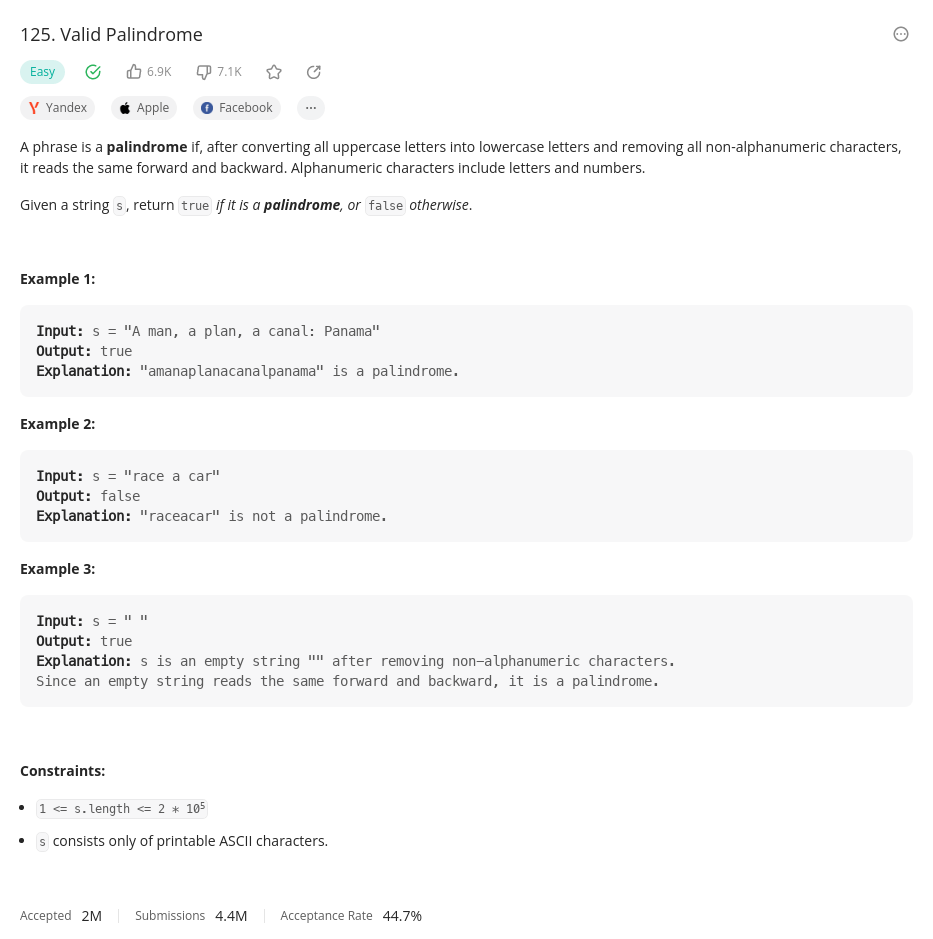 125. Valid Palindrome
Easy 6.9K 7.1K
Yandex Apple Facebook ...
A phrase is a palindrome if, after converting all uppercase letters into lowercase letters and removing all non-alphanumeric characters,
it reads the same forward and backward. Alphanumeric characters include letters and numbers.
Given a string s, return true if it is a palindrome, or false otherwise.
Example 1:
Input: s = "A man, a plan, a canal: Panama"
Output: true
Explanation: "amanaplanacanalpanama" is a palindrome.
Example 2:
Input: s = "race a car"
Output: false
Explanation: "raceacar" is not a palindrome.
Example 3:
Input: s = " "
Output: true
Explanation: s is an empty string "" after removing non-alphanumeric characters.
Since an empty string reads the same forward and backward, it is a palindrome.
Constraints:
• 1 <= s.length <= 2 * 10⁵
• s consists only of printable ASCII characters.
Accepted 2M Submissions 4.4M Acceptance Rate 44.7%